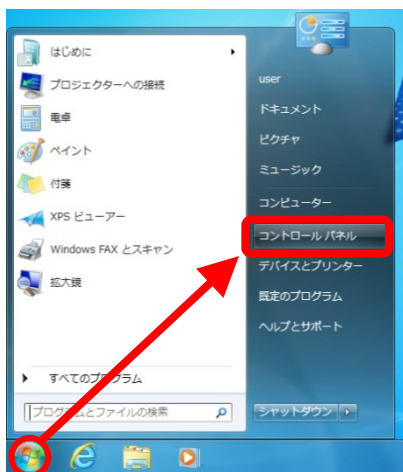 はじめに
プロジェクターへの接続
電卓
ペイント
付箋
XPS ビューアー
Windows FAX とスキャン
拡大鏡
すべてのプログラム
プログラムとファイルの検索
user
ドキュメント
ピクチャ
ミュージック
コンピューター
コントロール パネル
デバイスとプリンター
既定のプログラム
ヘルプとサポート
シャットダウン